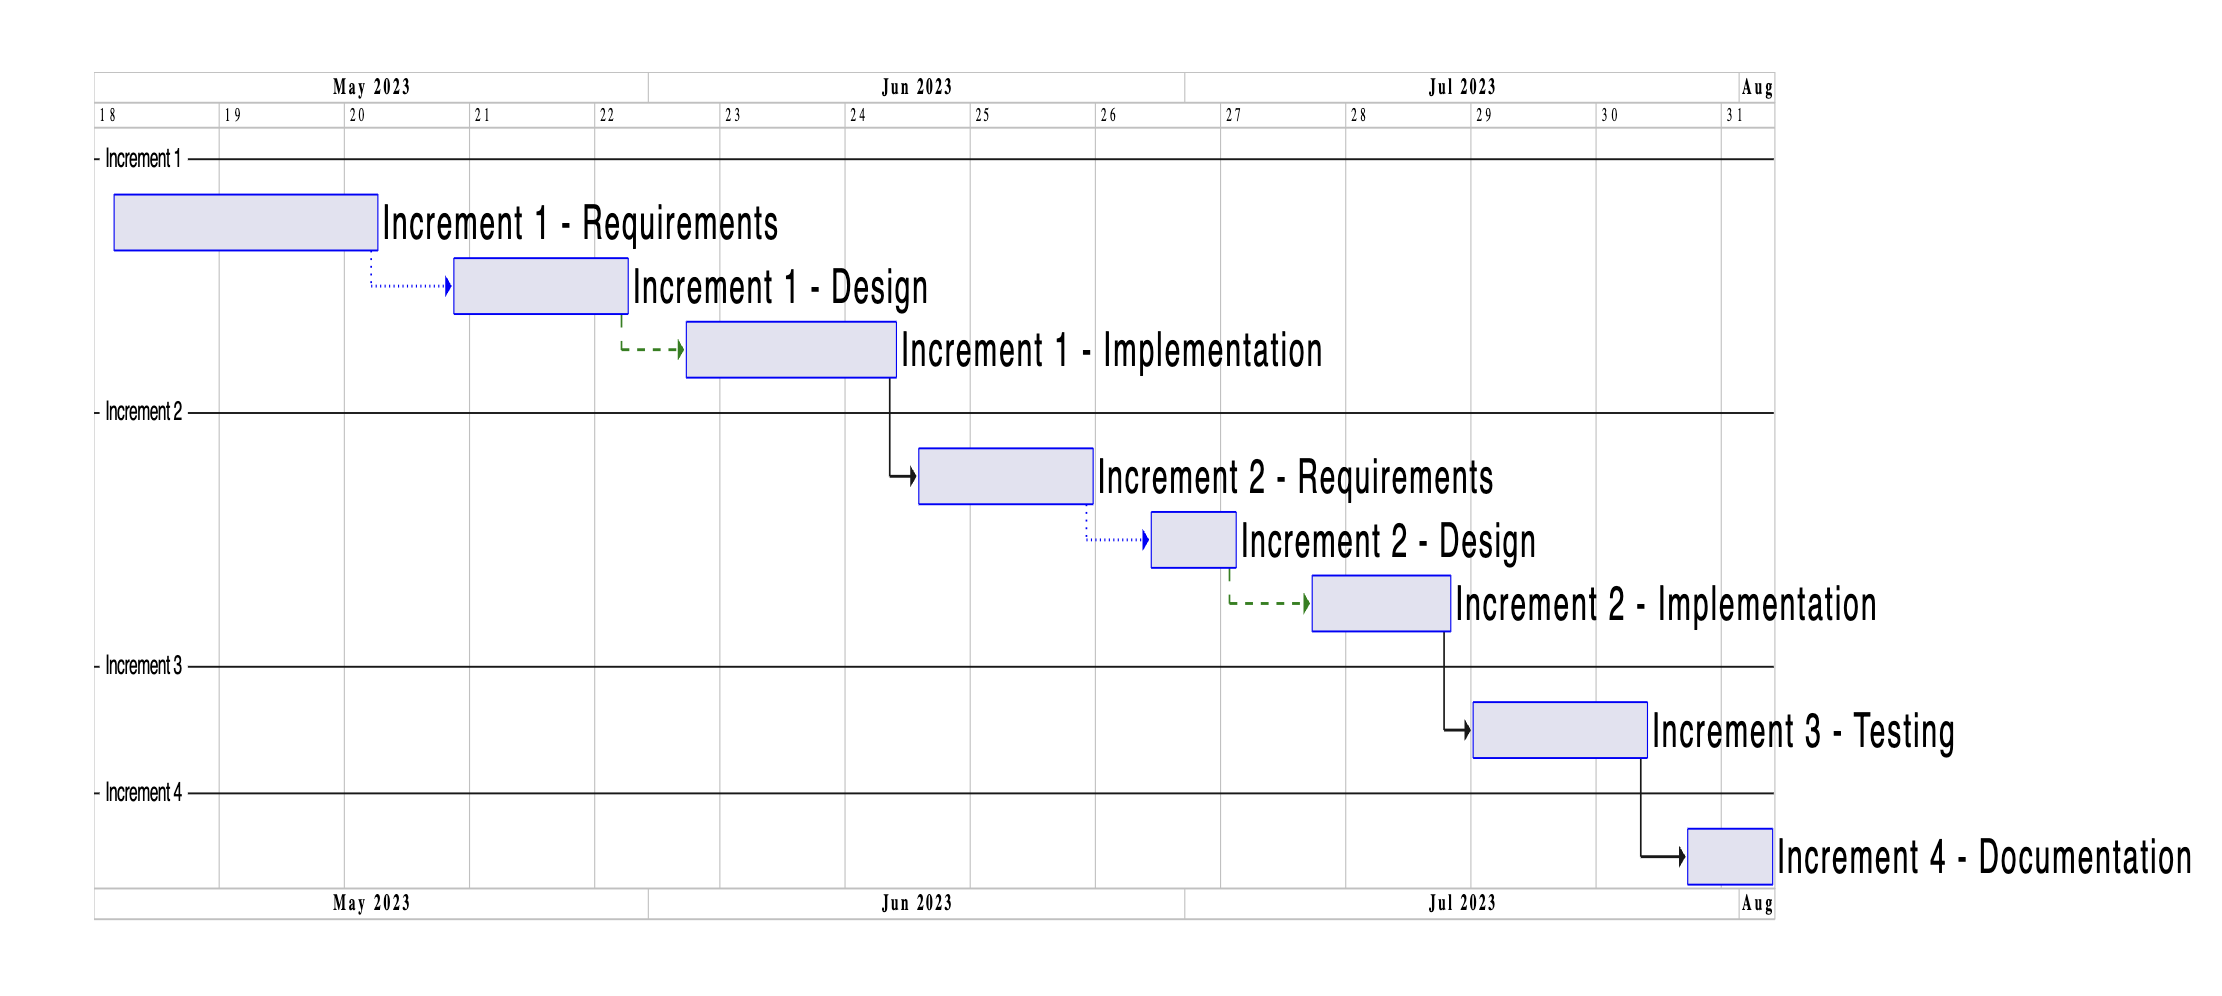 May 2023 Jun 2023 Jul 2023 Aug
18 19 20 21 22 23 24 25 26 27 28 29 30 31
Increment 1
Increment 1 - Requirements
Increment 1 - Design
Increment 1 - Implementation
Increment 2
Increment 2 - Requirements
Increment 2 - Design
Increment 2 - Implementation
Increment 3
Increment 3 - Testing
Increment 4
Increment 4 - Documentation
May 2023 Jun 2023 Jul 2023 Aug